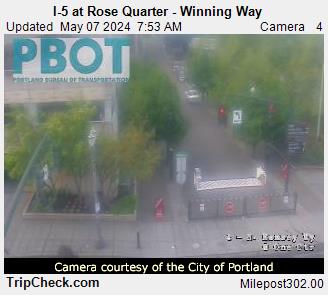 I-5 at Rose Quarter - Winning Way
Updated May 07 2024 7:53 AM Camera 4
PBOT
PORTLAND BUREAU OF TRANSPORTATION
Camera courtesy of the City of Portland
TripCheck.com Milepost302.00